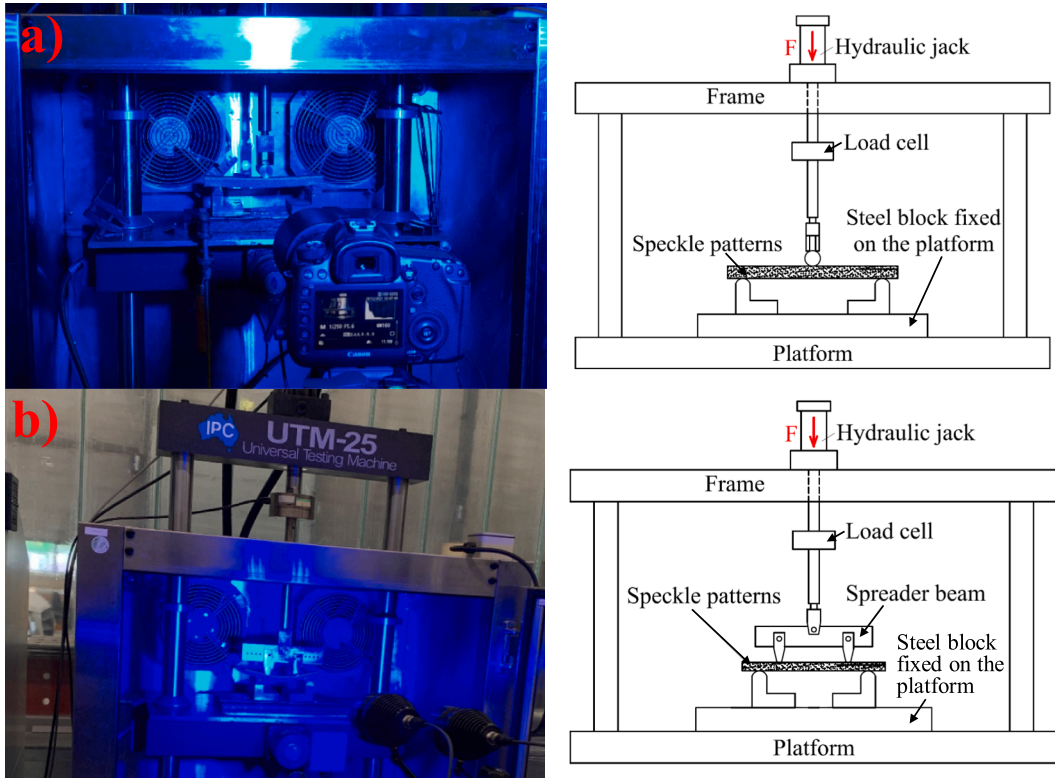 a)
F
Hydraulic jack
Frame
Load cell
Steel block fixed
on the platform
Speckle patterns
Platform
Canon
b)
IPC
UTM-25
Universal Testing Machine
F
Hydraulic jack
Frame
Load cell
Speckle patterns
Spreader beam
Steel block
fixed on the
platform
Platform